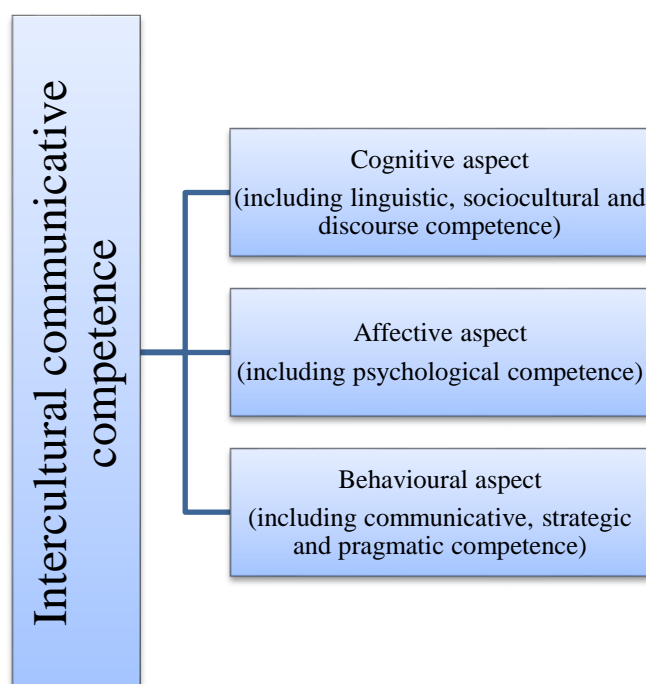 Intercultural communicative
competence
Cognitive aspect
(including linguistic, sociocultural and
discourse competence)
Affective aspect
(including psychological competence)
Behavioural aspect
(including communicative, strategic
and pragmatic competence)